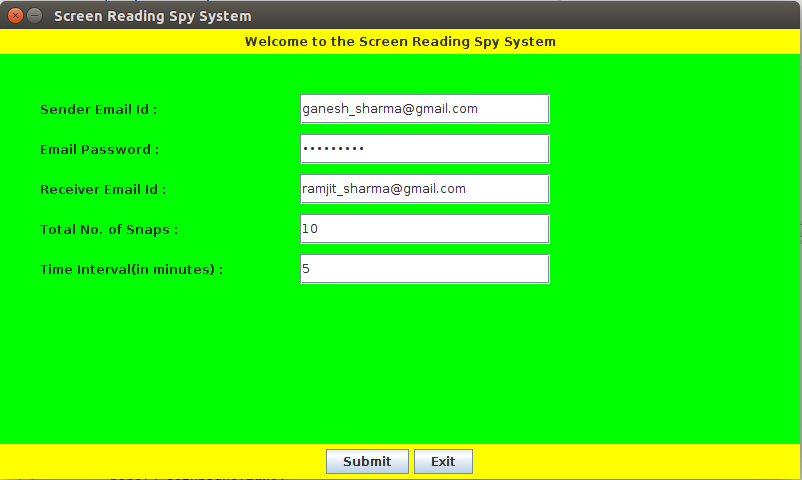 Screen Reading Spy System
Welcome to the Screen Reading Spy System
Sender Email Id : ganesh_sharma@gmail.com
Email Password : •••••••••
Receiver Email Id : ramjit_sharma@gmail.com
Total No. of Snaps : 10
Time Interval(in minutes) : 5
Submit Exit